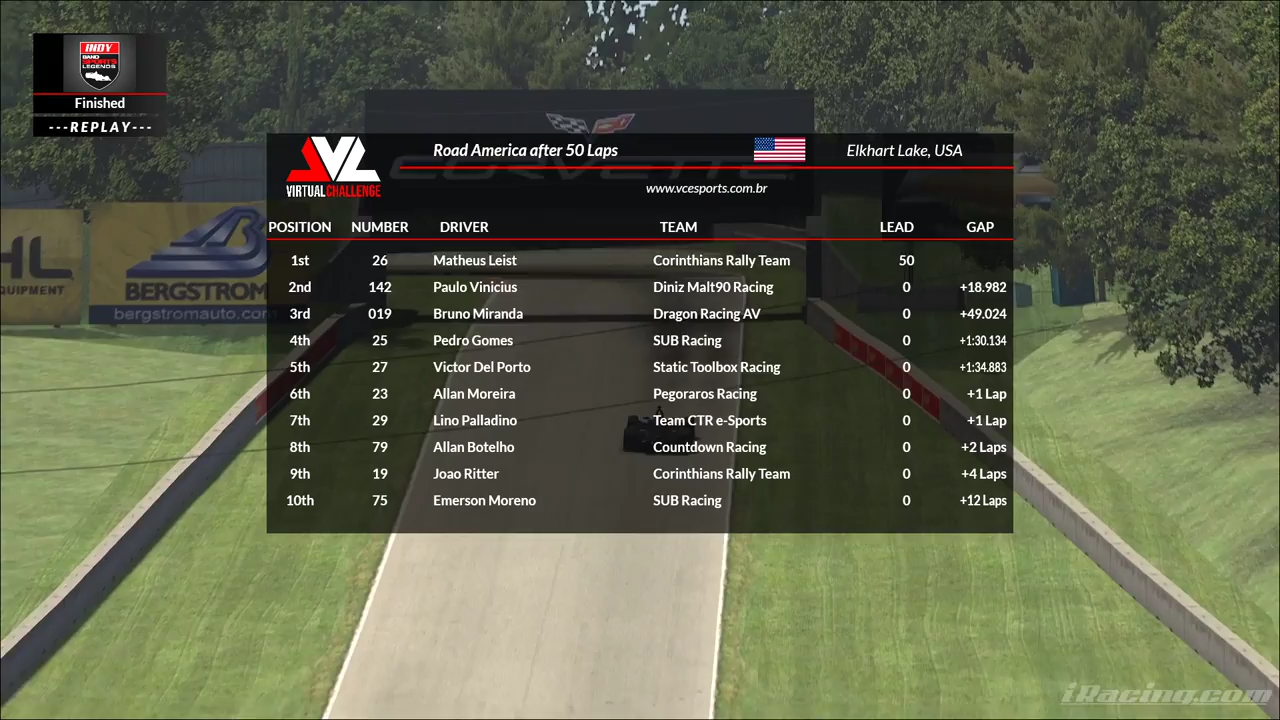 INDY
BAND
SPORTS
LEGENDS
Finished
---REPLAY---
VIRTUALCHALLENGE
Road America after 50 Laps
Elkhart Lake, USA
CORVETTE
www.vcesports.com.br
POSITION NUMBER DRIVER TEAM LEAD GAP
1st 26 Matheus Leist Corinthians Rally Team 50
2nd 142 Paulo Vinicius Diniz Malt90 Racing 0 +18.982
3rd 019 Bruno Miranda Dragon Racing AV 0 +49.024
4th 25 Pedro Gomes SUB Racing 0 +1:30.134
5th 27 Victor Del Porto Static Toolbox Racing 0 +1:34.883
6th 23 Allan Moreira Pegoraros Racing 0 +1 Lap
7th 29 Lino Palladino Team CTR e-Sports 0 +1 Lap
8th 79 Allan Botelho Countdown Racing 0 +2 Laps
9th 19 Joao Ritter Corinthians Rally Team 0 +4 Laps
10th 75 Emerson Moreno SUB Racing 0 +12 Laps
BERGSTROM
bergstromauto.com
iRacing.com